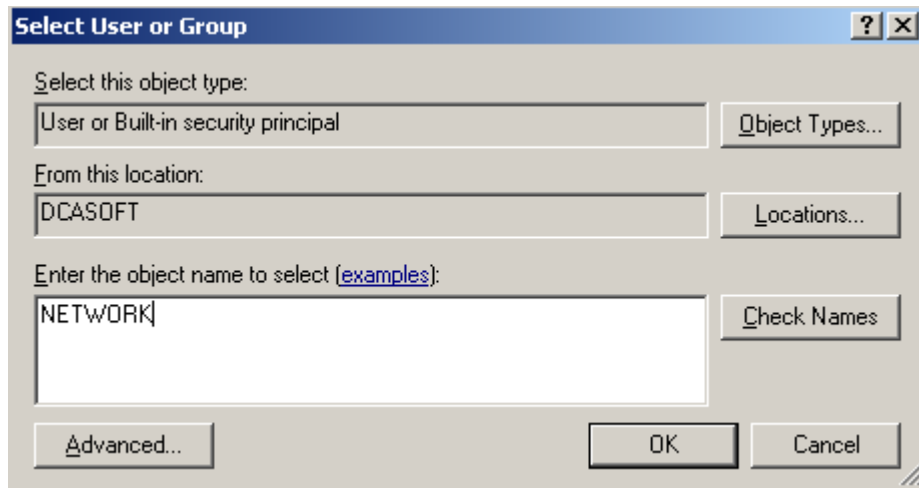 Select User or Group
Select this object type:
User or Built-in security principal
Object Types...
From this location:
DCASOFT
Locations...
Enter the object name to select (examples):
NETWORK
Check Names
Advanced...
OK
Cancel